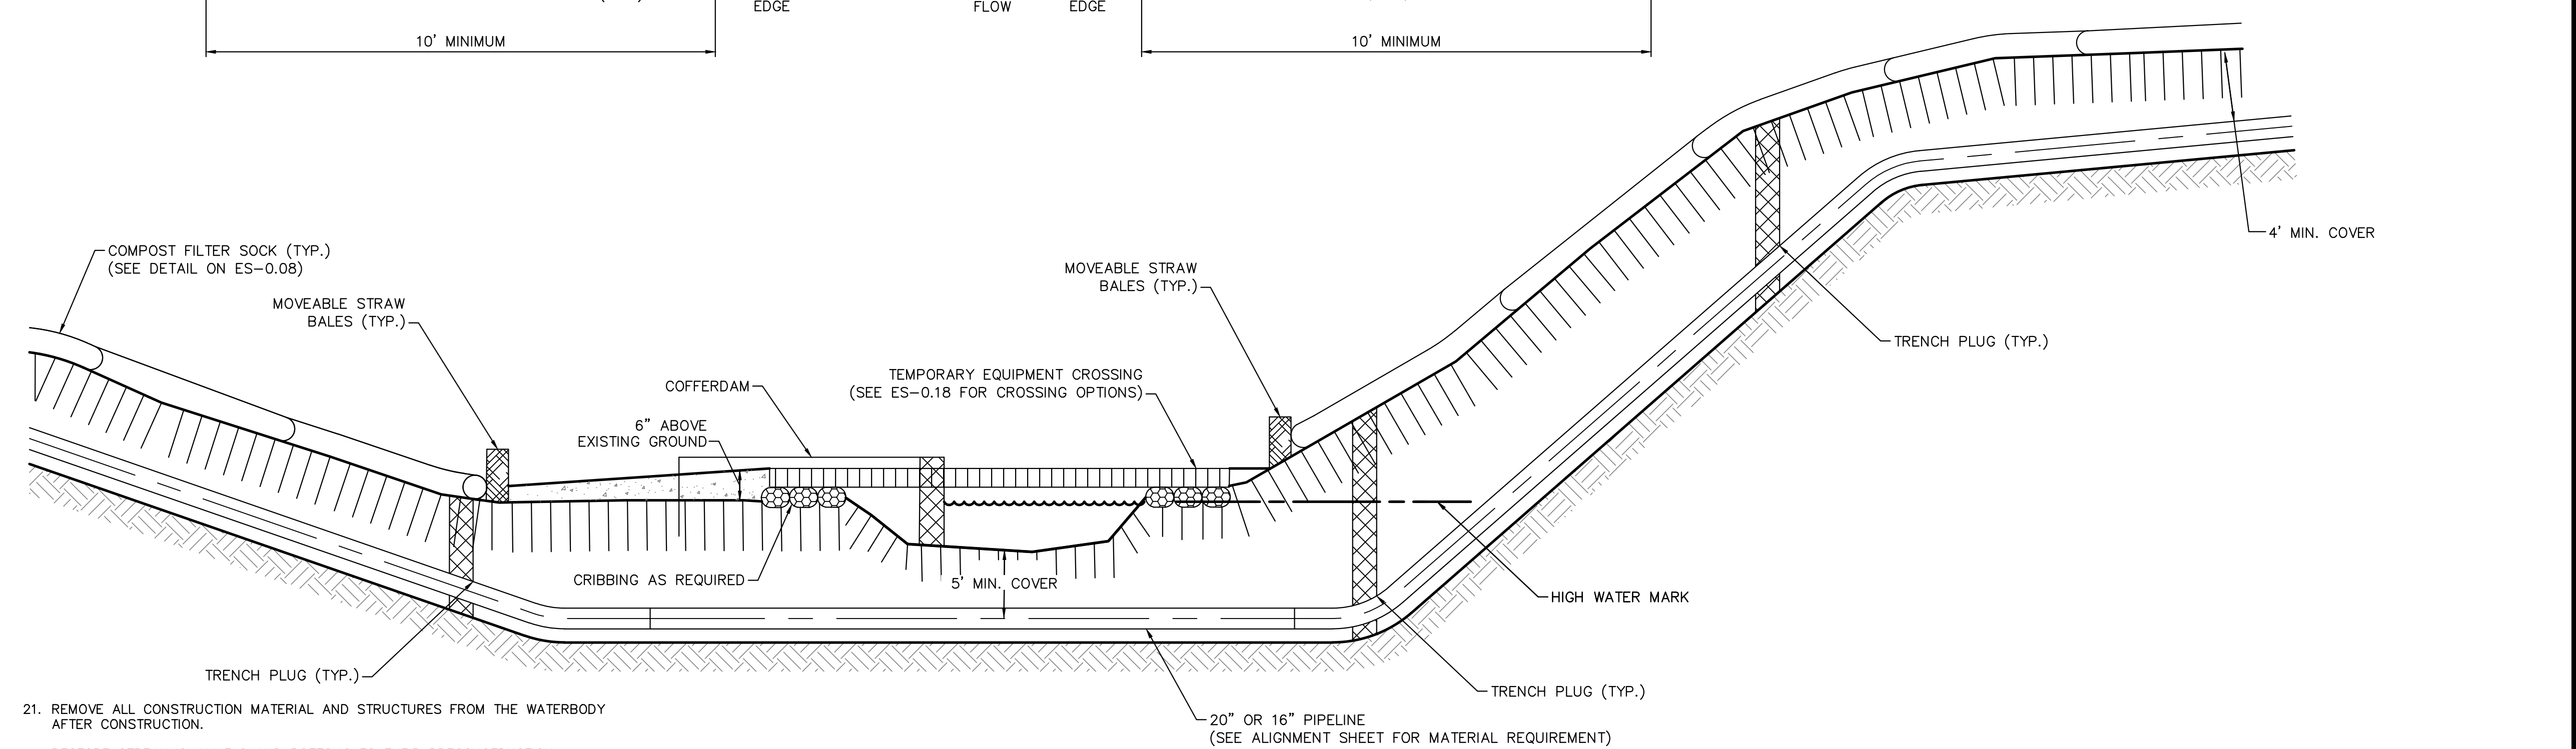 EDGE
FLOW
EDGE
10' MINIMUM
10' MINIMUM
COMPOST FILTER SOCK (TYP.)
(SEE DETAIL ON ES-0.08)
MOVEABLE STRAW
BALES (TYP.)
MOVEABLE STRAW
BALES (TYP.)
4' MIN. COVER
TRENCH PLUG (TYP.)
COFFERDAM
TEMPORARY EQUIPMENT CROSSING
(SEE ES-0.18 FOR CROSSING OPTIONS)
6" ABOVE
EXISTING GROUND
CRIBBING AS REQUIRED
5' MIN. COVER
HIGH WATER MARK
TRENCH PLUG (TYP.)
TRENCH PLUG (TYP.)
20" OR 16" PIPELINE
(SEE ALIGNMENT SHEET FOR MATERIAL REQUIREMENT)
21. REMOVE ALL CONSTRUCTION MATERIAL AND STRUCTURES FROM THE WATERBODY
AFTER CONSTRUCTION.